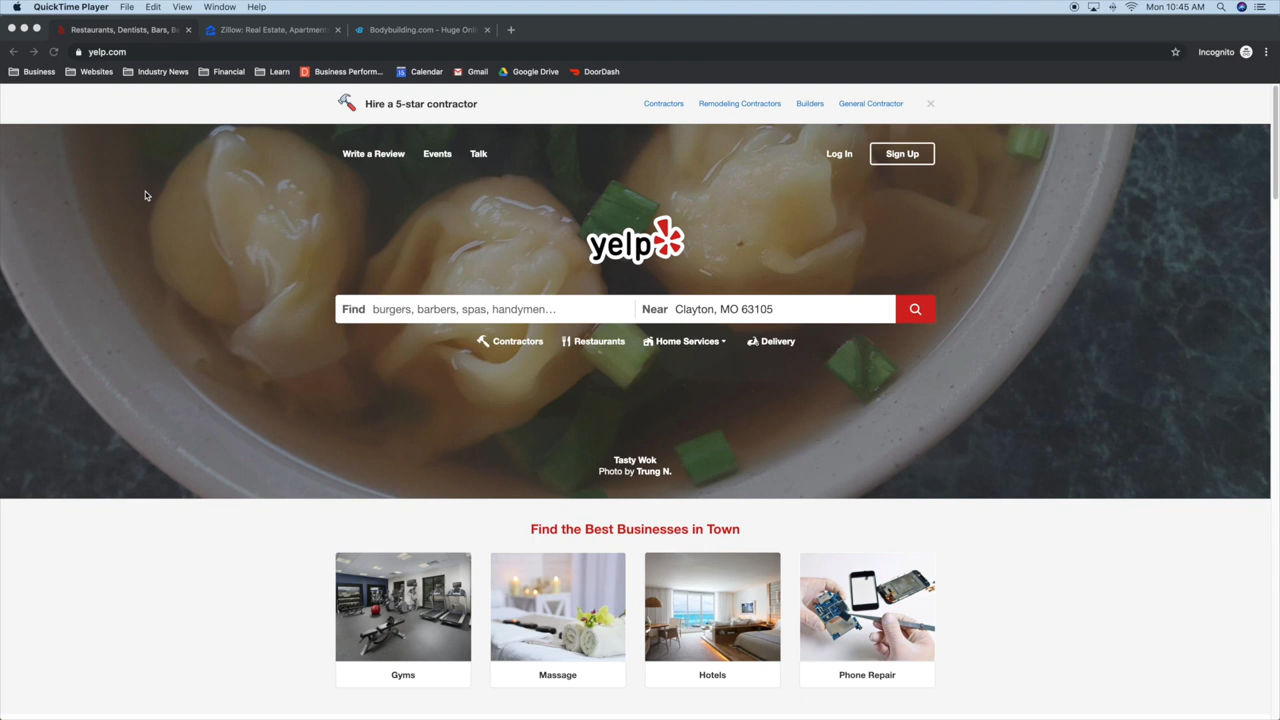 QuickTime Player File Edit View Window Help Mon 10:45 AM
Restaurants, Dentists, Bars, Be Zillow: Real Estate, Apartment Bodybuilding.com - Huge Onli
yelp.com Incognito
Business Websites Industry News Financial Learn Business Perform... Calendar Gmail Google Drive DoorDash
Hire a 5-star contractor Contractors Remodeling Contractors Builders General Contractor
Write a Review Events Talk Log In Sign Up
yelp
Find burgers, barbers, spas, handymen... Near Clayton, MO 63105
Contractors Restaurants Home Services Delivery
Tasty Wok
Photo by Trung N.
Find the Best Businesses in Town
Gyms Massage Hotels Phone Repair